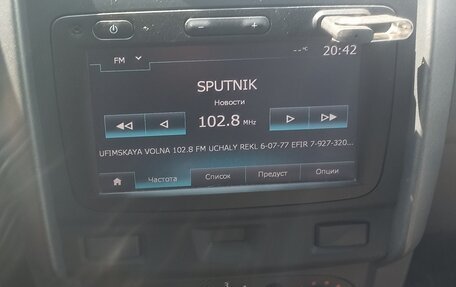 − +
FM --°C 20:42
SPUTNIK
Новости
102.8 MHz
UFIMSKAYA VOLNA 102.8 FM UCHALY REKL 6-07-77 EFIR 7-927-320...
Частота Список Предуст Опции
3